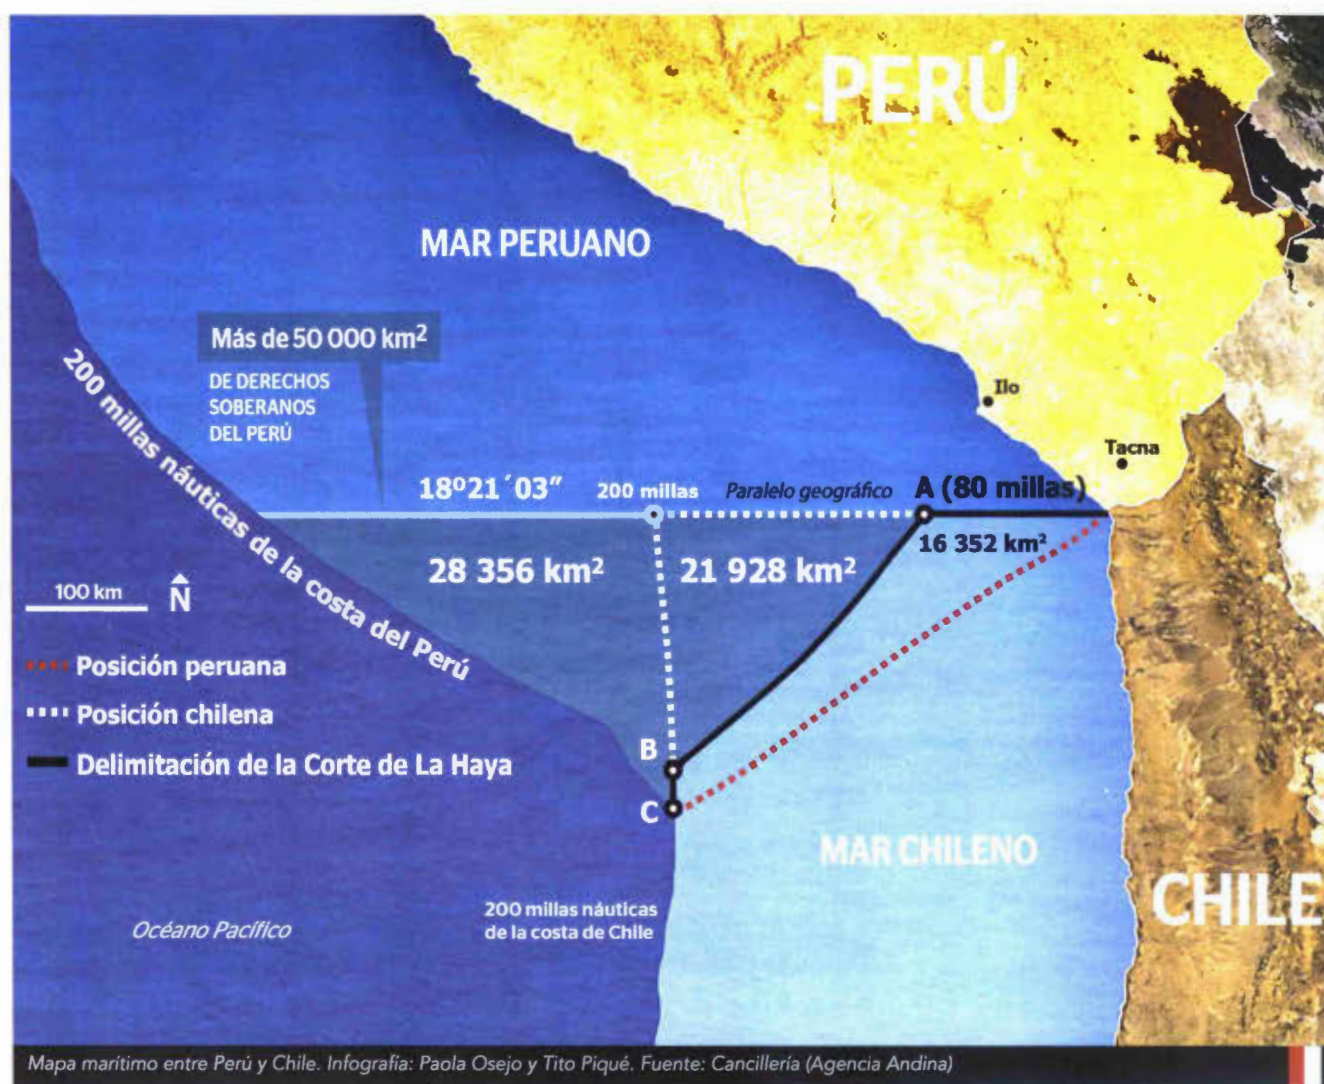 PERÚ
MAR PERUANO
Más de 50 000 km²
DE DERECHOS
SOBERANOS
DEL PERÚ
Ilo
Tacna
200 millas náuticas de la costa del Perú
18º21´03”
200 millas
Paralelo geográfico
A (80 millas)
28 356 km²
21 928 km²
16 352 km²
100 km
N
Posición peruana
Posición chilena
Delimitación de la Corte de La Haya
B
C
MAR CHILENO
CHILE
200 millas náuticas
de la costa de Chile
Océano Pacífico
Mapa marítimo entre Perú y Chile. Infografía: Paola Osejo y Tito Piqué. Fuente: Cancillería (Agencia Andina)